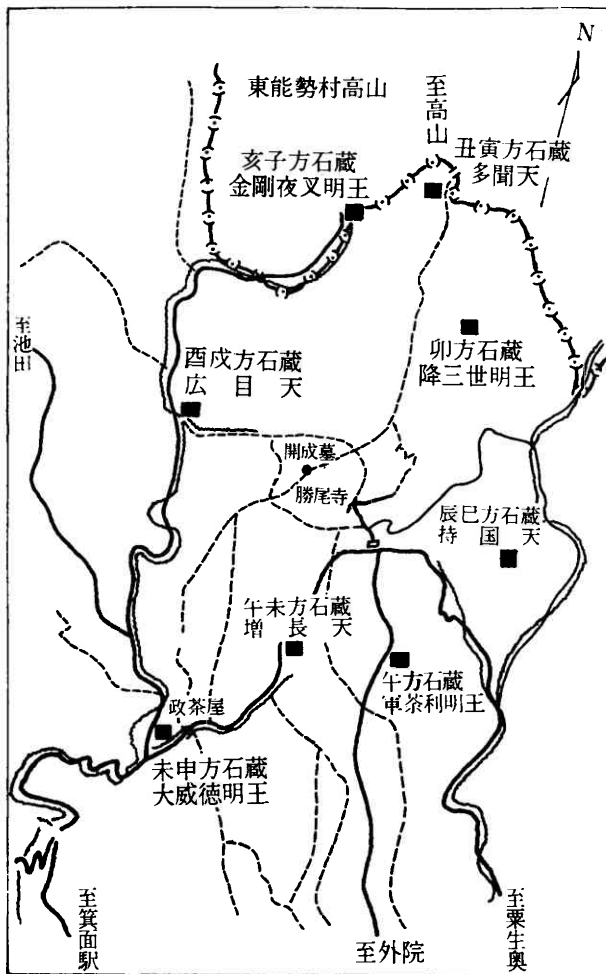 N
東能勢村高山
至高山
丑寅方石蔵
多聞天
亥子方石蔵
金剛夜叉明王
至池田
酉戌方石蔵
広目天
卯方石蔵
降三世明王
開成墓
勝尾寺
辰巳方石蔵
持国天
午未方石蔵
増長天
午方石蔵
軍荼利明王
政茶屋
未申方石蔵
大威徳明王
至箕面駅
至外院
至粟生奥